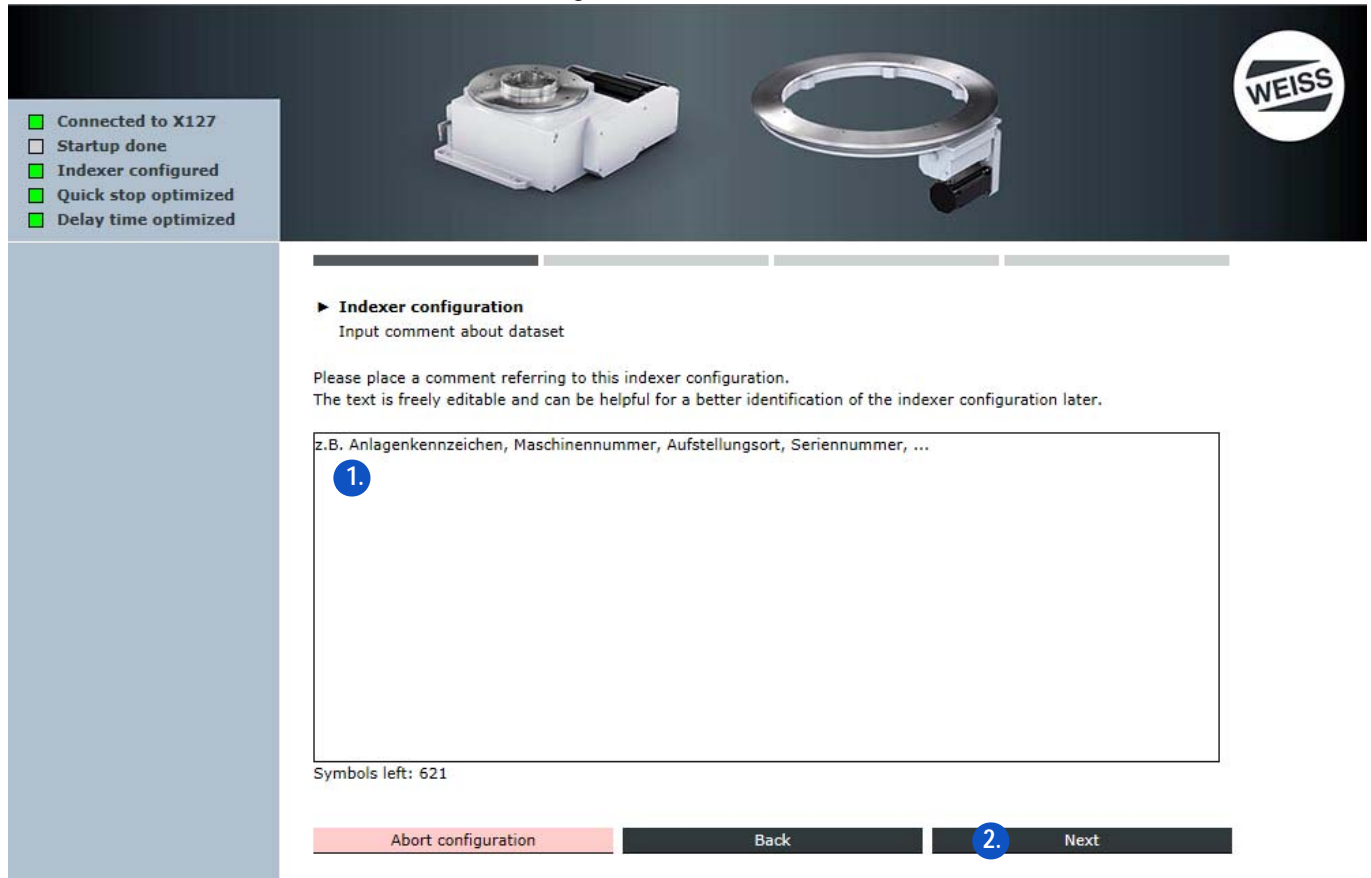 WEISS
Connected to X127
Startup done
Indexer configured
Quick stop optimized
Delay time optimized
► Indexer configuration
Input comment about dataset
Please place a comment referring to this indexer configuration.
The text is freely editable and can be helpful for a better identification of the indexer configuration later.
z.B. Anlagenkennzeichen, Maschinennummer, Aufstellungsort, Seriennummer, ...
1.
Symbols left: 621
Abort configuration
Back
2. Next